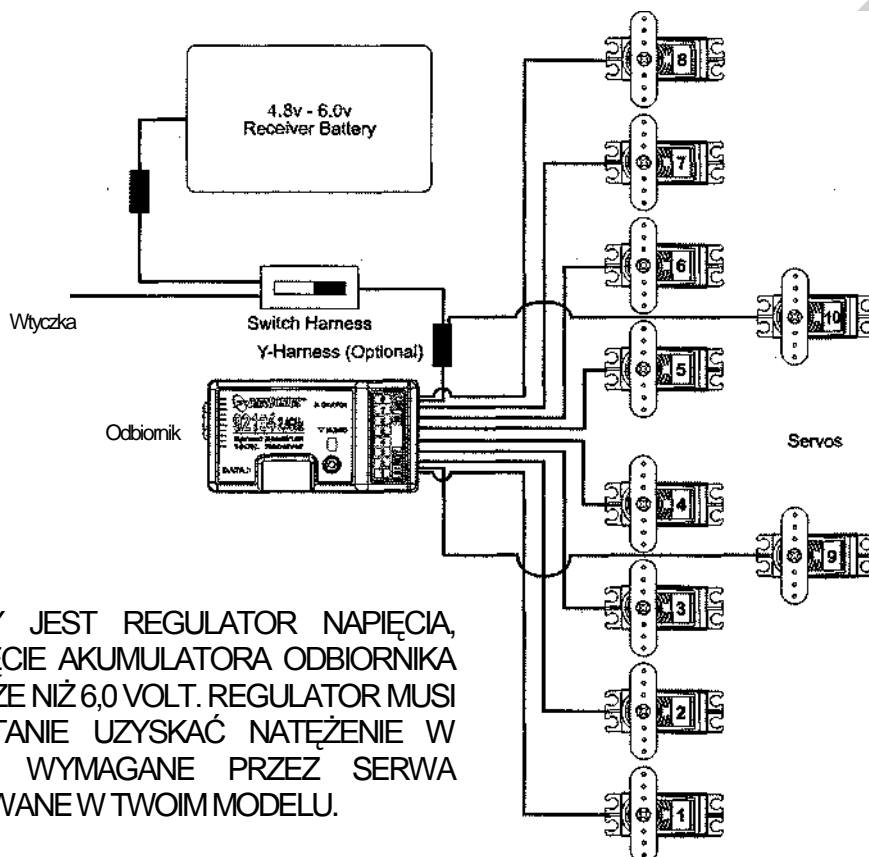 8
4.8v - 6.0v
Receiver Battery
7
6
10
Wtyczka
Switch Harness
Y-Harness (Optional)
5
Odbiornik
Servos
4
9
3
2
1
Y JEST REGULATOR NAPIĘCIA,
ĘCIE AKUMULATORA ODBIORNIKA
ŻE NIŻ 6,0 VOLT. REGULATOR MUSI
TANIE UZYSKAĆ NATĘŻENIE W
WYMAGANE PRZEZ SERWA
WANE W TWOIM MODELU.